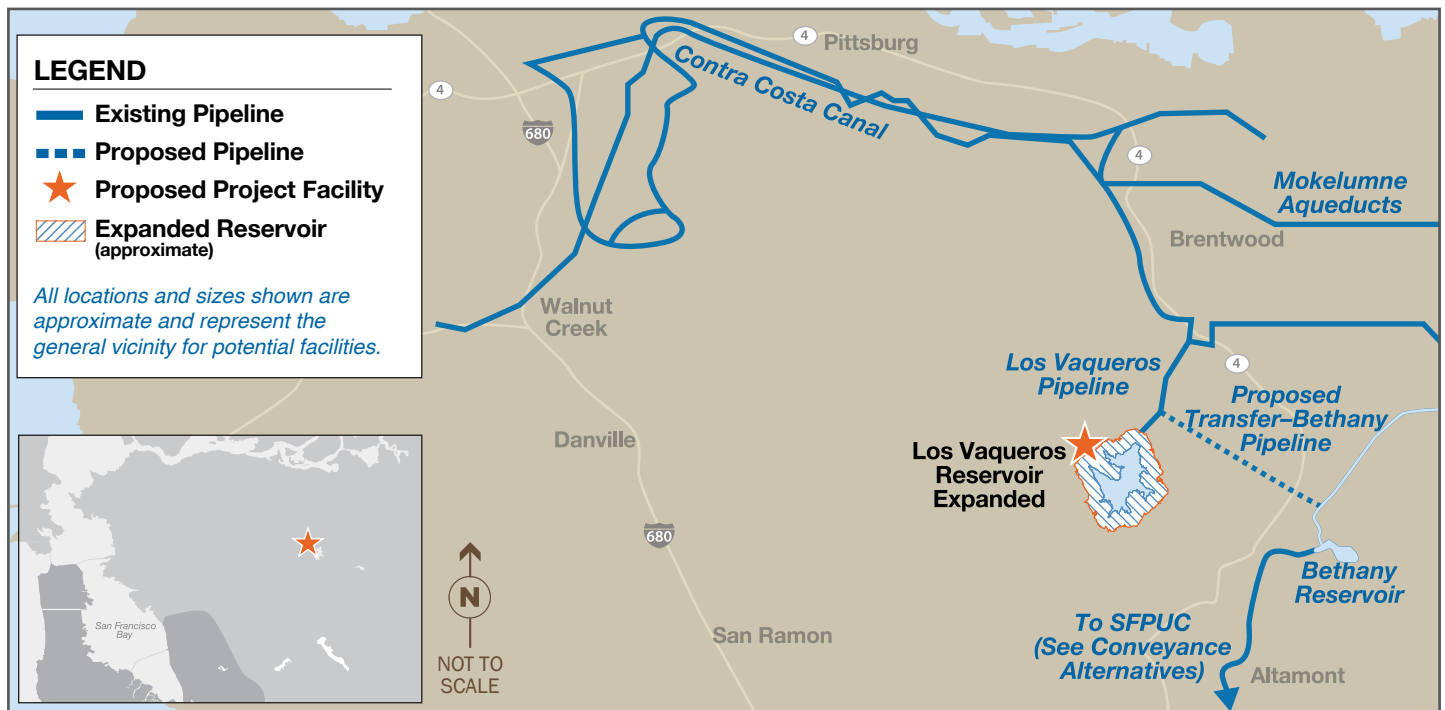 LEGEND
Existing Pipeline
Proposed Pipeline
Proposed Project Facility
Expanded Reservoir
(approximate)
All locations and sizes shown are
approximate and represent the
general vicinity for potential facilities.
4
Pittsburg
4
Contra Costa Canal
680
4
Mokelumne
Aqueducts
Brentwood
Walnut
Creek
Los Vaqueros
Pipeline
4
Proposed
Transfer–Bethany
Pipeline
Danville
Los Vaqueros
Reservoir
Expanded
680
Bethany
Reservoir
San Ramon
To SFPUC
(See Conveyance
Alternatives)
Altamont
San Francisco
Bay
N
NOT TO
SCALE